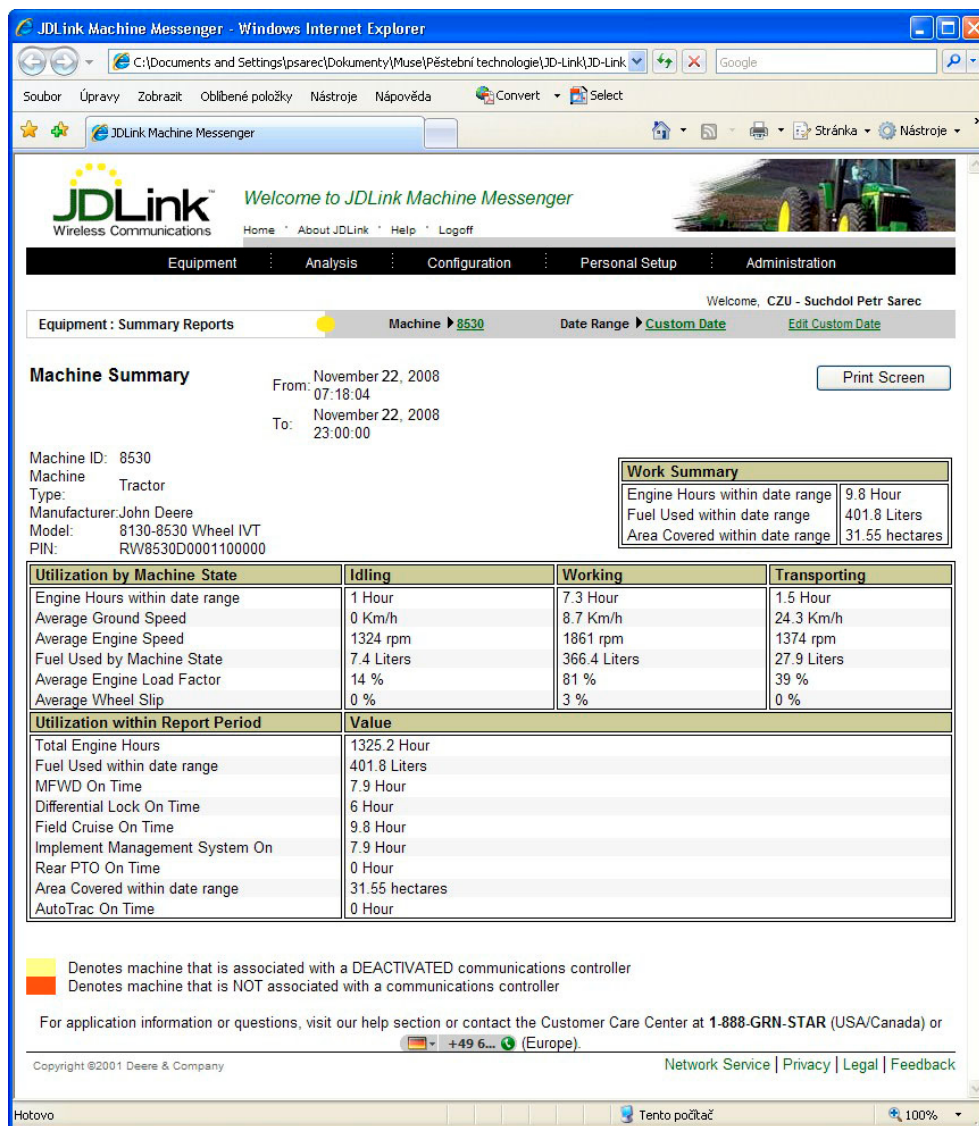 JDLink Machine Messenger - Windows Internet Explorer
C:\Documents and Settings\psarec\Dokumenty\Muse\Pěstební technologie\JD-Link\JD-Link
Google
Soubor Úpravy Zobrazit Oblíbené položky Nástroje Nápověda Convert Select
JDLink Machine Messenger Stránka Nástroje
JDLink™ Welcome to JDLink Machine Messenger
Wireless Communications Home About JDLink Help Logoff
Equipment Analysis Configuration Personal Setup Administration
Welcome, CZU - Suchdol Petr Sarec
Equipment : Summary Reports Machine 8530 Date Range Custom Date Edit Custom Date
Machine Summary
From: November 22, 2008
07:18:04
To: November 22, 2008
23:00:00
Print Screen
Machine ID: 8530
Machine Type: Tractor
Manufacturer: John Deere
Model: 8130-8530 Wheel IVT
PIN: RW8530D0001100000
Work Summary
Engine Hours within date range 9.8 Hour
Fuel Used within date range 401.8 Liters
Area Covered within date range 31.55 hectares
Utilization by Machine State Idling Working Transporting
Engine Hours within date range 1 Hour 7.3 Hour 1.5 Hour
Average Ground Speed 0 Km/h 8.7 Km/h 24.3 Km/h
Average Engine Speed 1324 rpm 1861 rpm 1374 rpm
Fuel Used by Machine State 7.4 Liters 366.4 Liters 27.9 Liters
Average Engine Load Factor 14 % 81 % 39 %
Average Wheel Slip 0 % 3 % 0 %
Utilization within Report Period Value
Total Engine Hours 1325.2 Hour
Fuel Used within date range 401.8 Liters
MFWD On Time 7.9 Hour
Differential Lock On Time 6 Hour
Field Cruise On Time 9.8 Hour
Implement Management System On 7.9 Hour
Rear PTO On Time 0 Hour
Area Covered within date range 31.55 hectares
AutoTrac On Time 0 Hour
Denotes machine that is associated with a DEACTIVATED communications controller
Denotes machine that is NOT associated with a communications controller
For application information or questions, visit our help section or contact the Customer Care Center at 1-888-GRN-STAR (USA/Canada) or
+49 6... (Europe).
Copyright ©2001 Deere & Company Network Service | Privacy | Legal | Feedback
Hotovo Tento počítač 100%